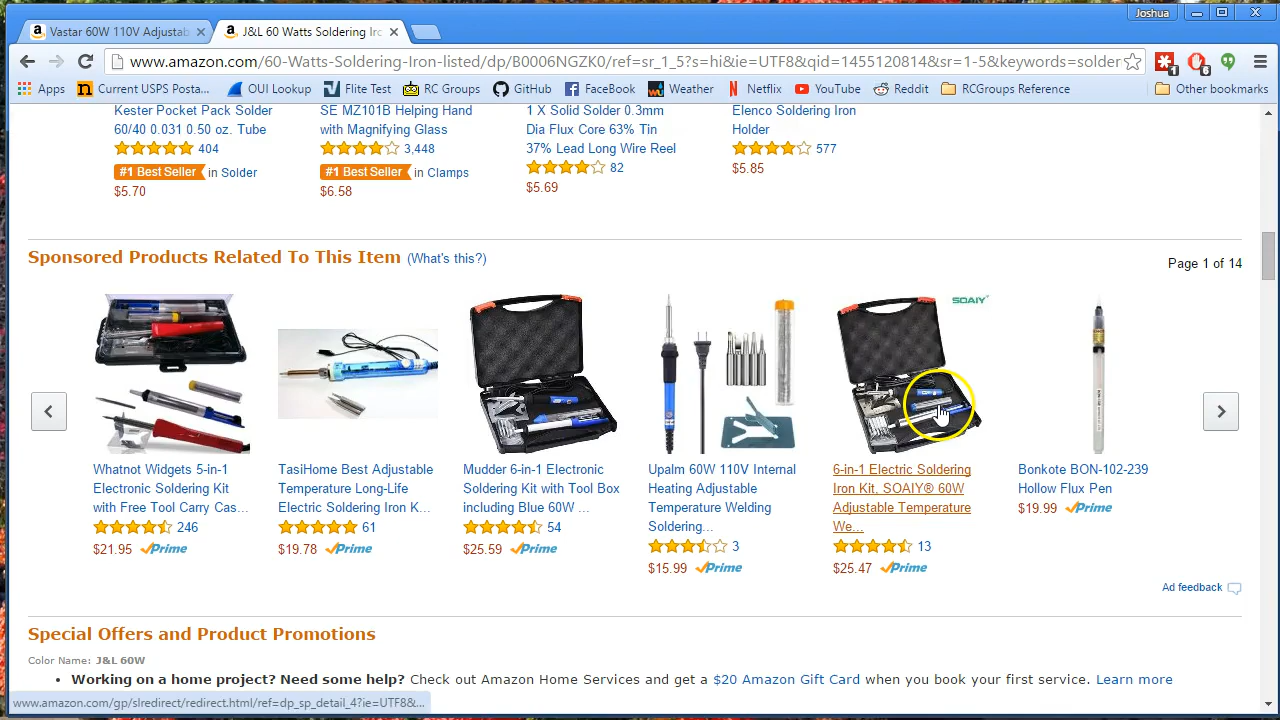 Joshua
Vastar 60W 110V Adjustab
J&L 60 Watts Soldering Iro
www.amazon.com/60-Watts-Soldering-Iron-listed/dp/B0006NGZK0/ref=sr_1_5?s=hi&ie=UTF8&qid=1455120814&sr=1-5&keywords=solder
1
6
Apps
Current USPS Posta...
OUI Lookup
Flite Test
RC Groups
GitHub
FaceBook
Weather
Netflix
YouTube
Reddit
RCGroups Reference
Other bookmarks
Kester Pocket Pack Solder
60/40 0.031 0.50 oz. Tube
404
#1 Best Seller in Solder
$5.70
SE MZ101B Helping Hand
with Magnifying Glass
3,448
#1 Best Seller in Clamps
$6.58
1 X Solid Solder 0.3mm
Dia Flux Core 63% Tin
37% Lead Long Wire Reel
82
$5.69
Elenco Soldering Iron
Holder
577
$5.85
Sponsored Products Related To This Item (What's this?)
Page 1 of 14
Whatnot Widgets 5-in-1
Electronic Soldering Kit
with Free Tool Carry Cas...
246
$21.95 Prime
TasiHome Best Adjustable
Temperature Long-Life
Electric Soldering Iron K...
61
$19.78 Prime
Mudder 6-in-1 Electronic
Soldering Kit with Tool Box
including Blue 60W ...
54
$25.59 Prime
Upalm 60W 110V Internal
Heating Adjustable
Temperature Welding
Soldering...
3
$15.99 Prime
SOAIY
6-in-1 Electric Soldering
Iron Kit, SOAIY® 60W
Adjustable Temperature
We...
13
$25.47 Prime
Bonkote BON-102-239
Hollow Flux Pen
$19.99 Prime
Ad feedback
Special Offers and Product Promotions
Color Name: J&L 60W
• Working on a home project? Need some help? Check out Amazon Home Services and get a $20 Amazon Gift Card when you book your first service. Learn more
www.amazon.com/gp/slredirect/redirect.html/ref=dp_sp_detail_4?ie=UTF8&...